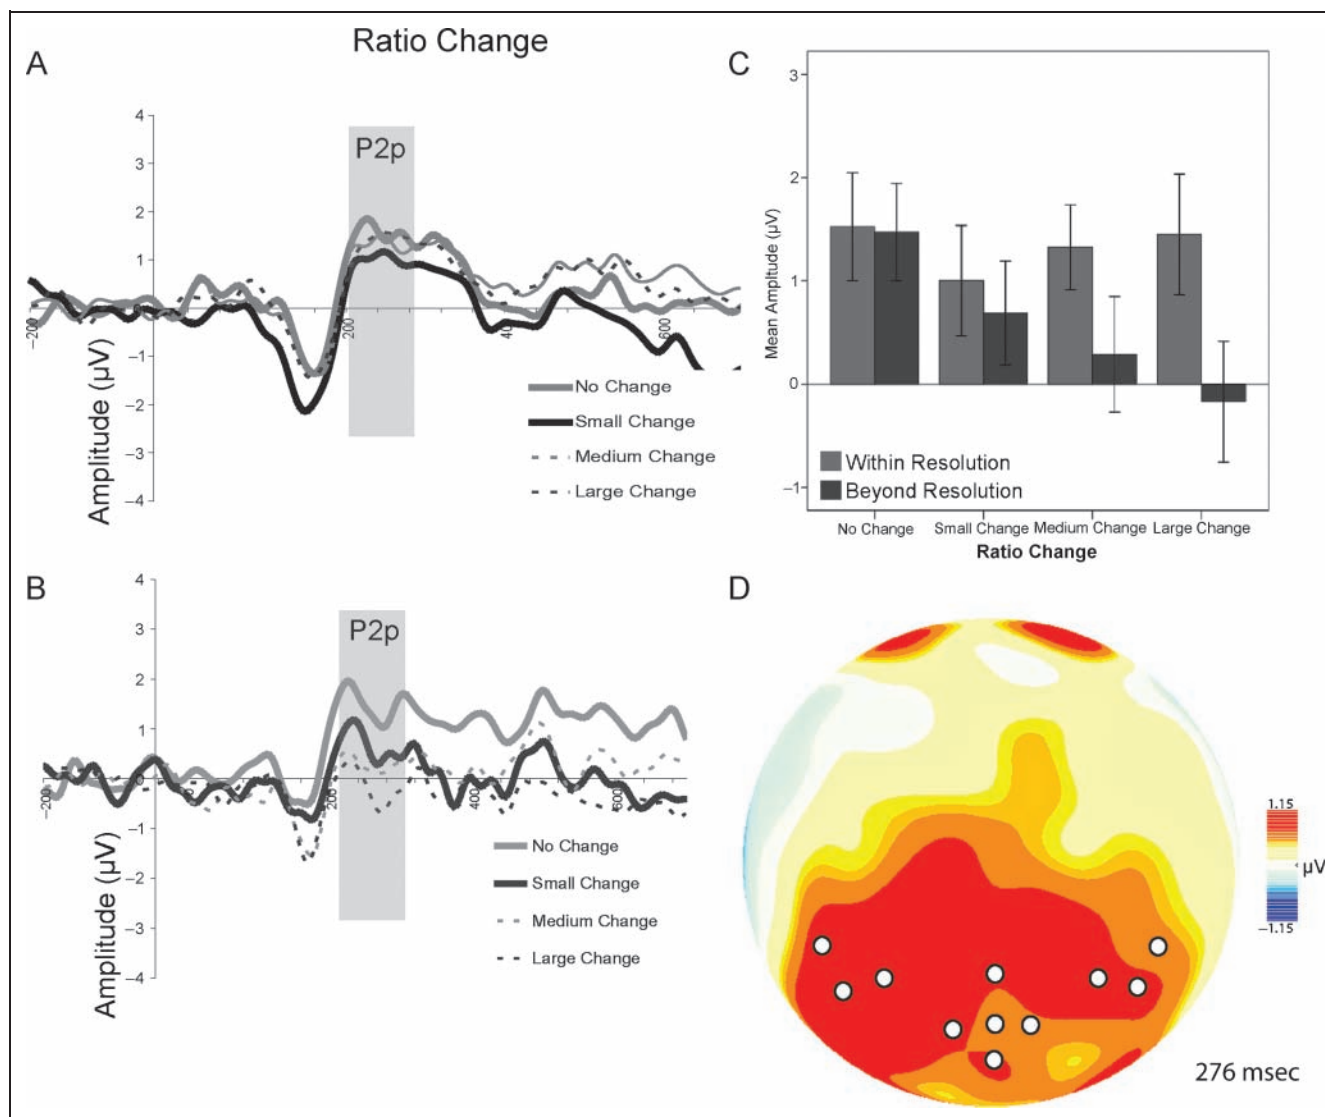 Ratio Change
A
4
3
2
1
0
−1
−2
−3
−4
-200
200
400
600
P2p
Amplitude (µV)
No Change
Small Change
Medium Change
Large Change
B
4
3
2
1
0
−1
−2
−3
−4
-200
200
400
600
P2p
Amplitude (µV)
No Change
Small Change
Medium Change
Large Change
C
3
2
1
0
−1
Mean Amplitude (µV)
Within Resolution
Beyond Resolution
No Change Small Change Medium Change Large Change
Ratio Change
D
1.15
µV
−1.15
276 msec